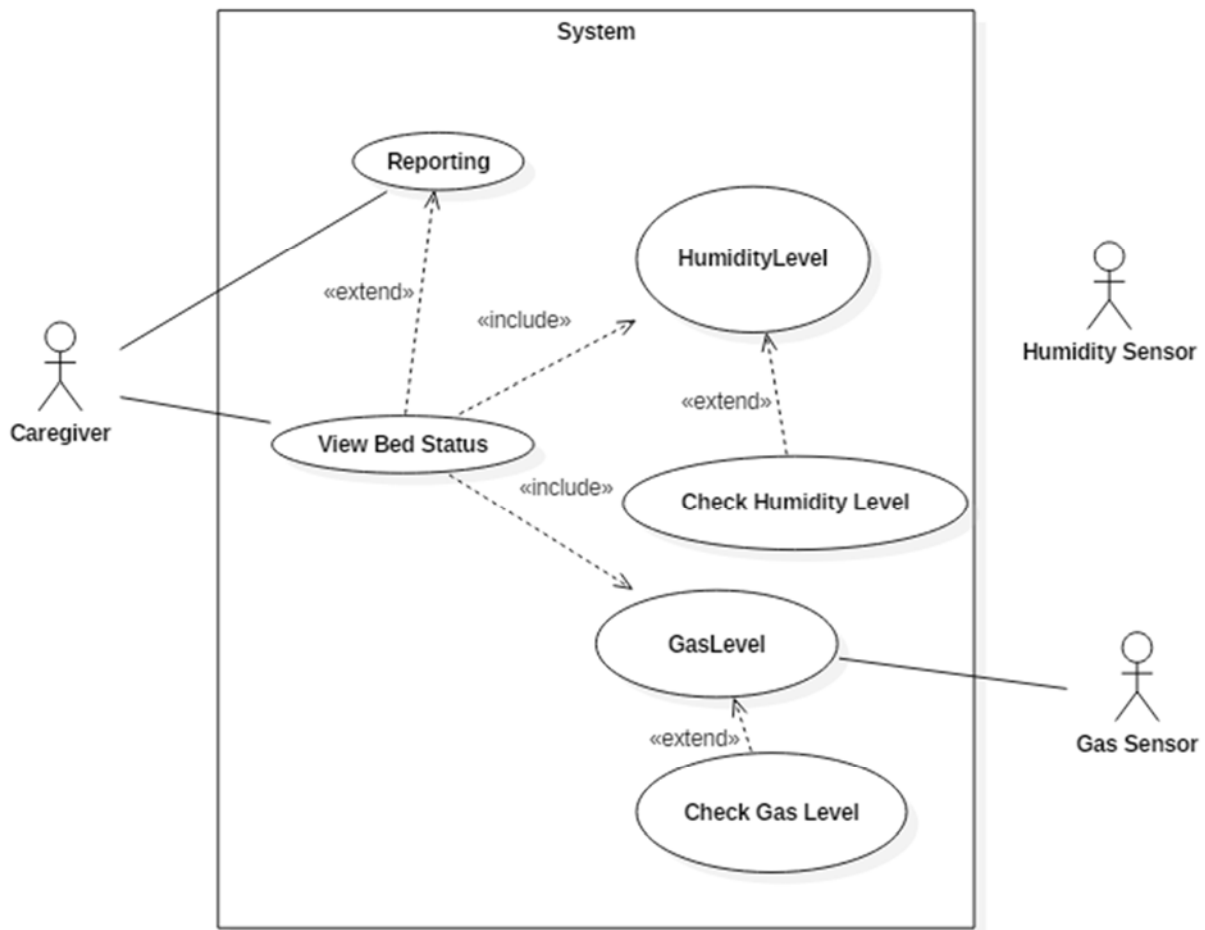 System
Reporting
HumidityLevel
«extend»
«include»
Humidity Sensor
«extend»
Caregiver
View Bed Status
«include»
Check Humidity Level
GasLevel
«extend»
Gas Sensor
Check Gas Level